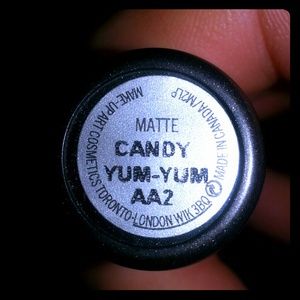 MATTE
CANDY
YUM-YUM
AA2
MAKE-UP ART COSMETICS TORONTO-LONDON W1K 3BQ
MADE IN CANADA/M2LP